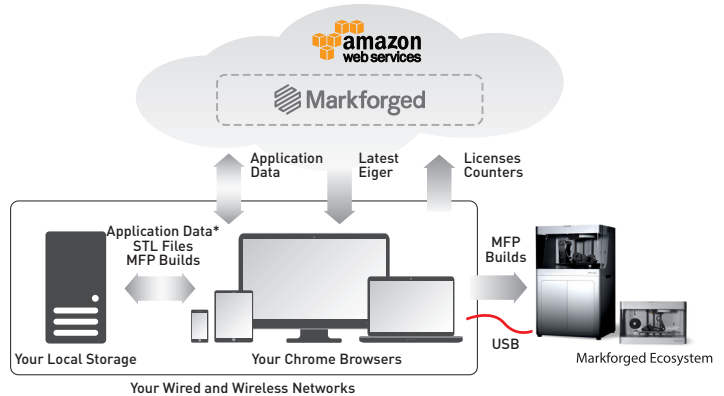 amazon
web services
Markforged
Application
Data
Latest
Eiger
Licenses
Counters
Application Data*
STL Files
MFP Builds
MFP
Builds
USB
Your Local Storage
Your Chrome Browsers
Markforged Ecosystem
Your Wired and Wireless Networks